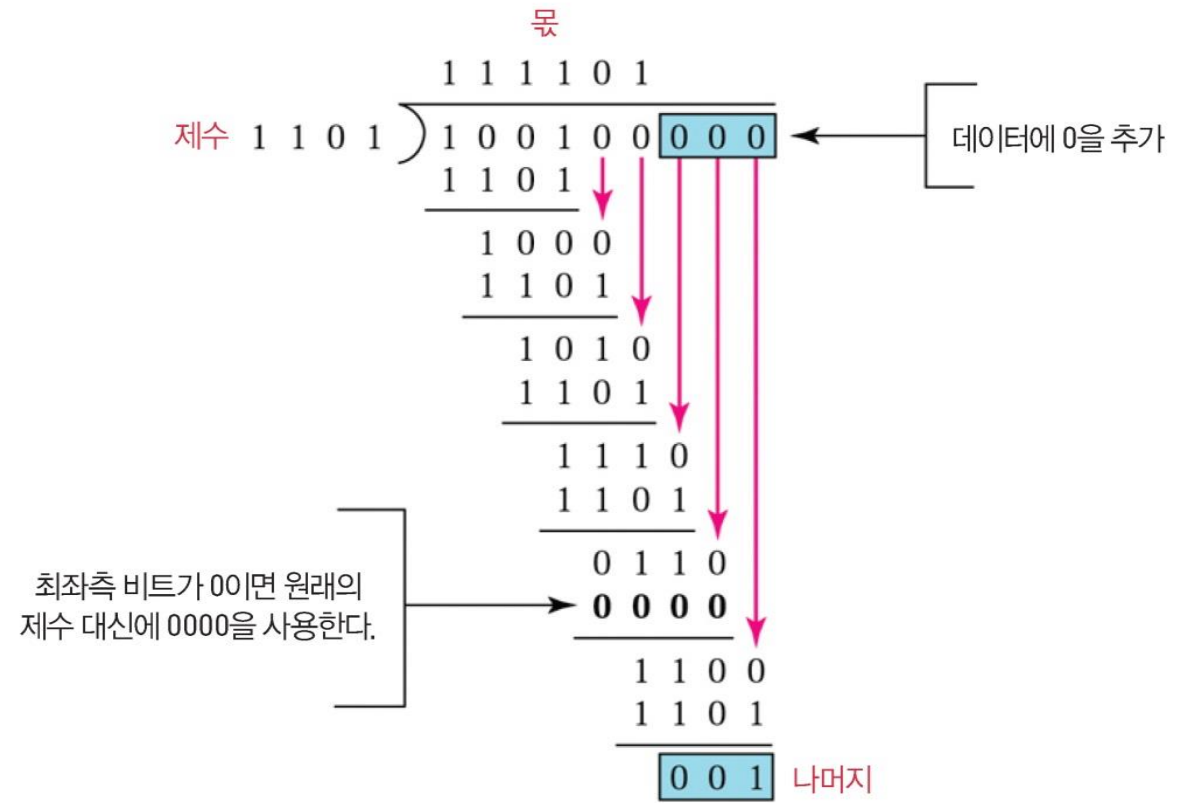 몫
1 1 1 1 0 1
제수 1 1 0 1 1 0 0 1 0 0 0 0 0
데이터에 0을 추가
1 1 0 1
1 0 0 0
1 1 0 1
1 0 1 0
1 1 0 1
1 1 1 0
1 1 0 1
0 1 1 0
최좌측 비트가 0이면 원래의
제수 대신에 0000을 사용한다.
0 0 0 0
1 1 0 0
1 1 0 1
0 0 1 나머지